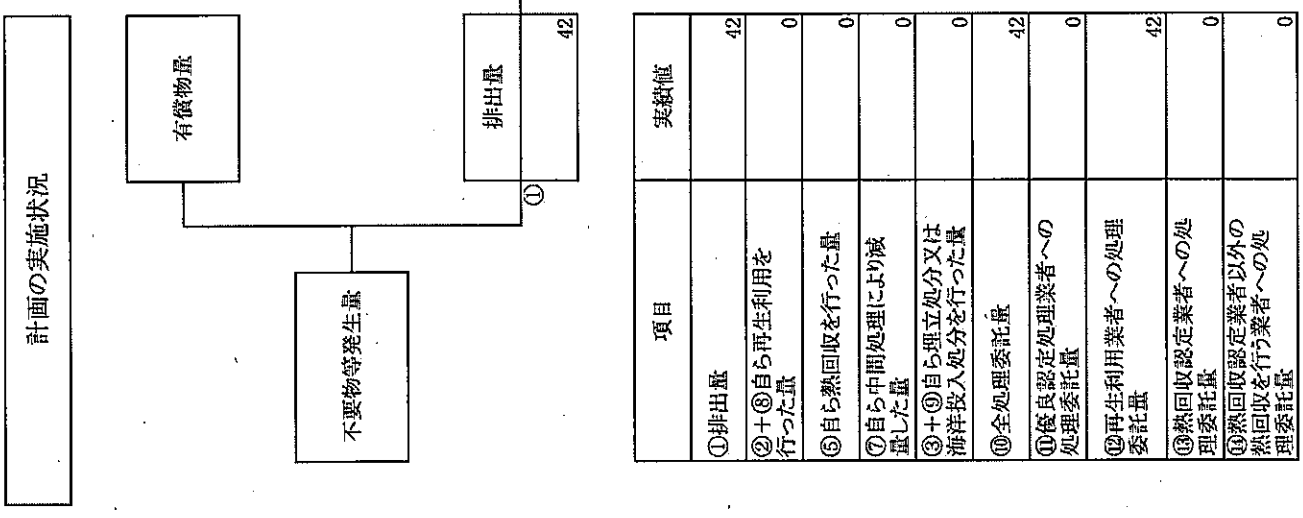 計画の実施状況
有償物量
不要物等発生量
排出量
42
①
項目
実績値
①排出量
42
②+⑧自ら再生利用を
行った量
0
⑤自ら熱回収を行った量
0
⑦自ら中間処理により減
量した量
0
③+⑨自ら埋立処分又は
海洋投入処分を行った量
0
⑩全処理委託量
42
⑪優良認定処理業者への
処理委託量
0
⑫再生利用業者への処理
委託量
42
⑬熱回収認定業者への処
理委託量
0
⑭熱回収認定業者以外の
熱回収を行う業者への処
理委託量
0